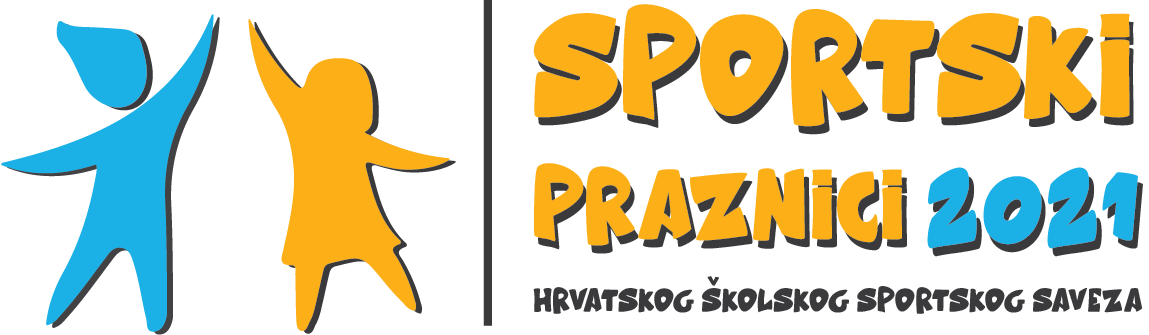 SPORTSKI
PRAZNICI 2021
HRVATSKOG ŠKOLSKOG SPORTSKOG SAVEZA